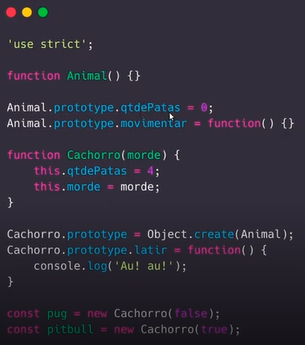 'use strict';
function Animal() {}
Animal.prototype.qtdePatas = 0;
Animal.prototype.movimentar = function() {}
function Cachorro(morde) {
    this.qtdePatas = 4;
    this.morde = morde;
}
Cachorro.prototype = Object.create(Animal);
Cachorro.prototype.latir = function() {
    console.log('Au! au!');
}
const pug = new Cachorro(false);
const pitbull = new Cachorro(true);